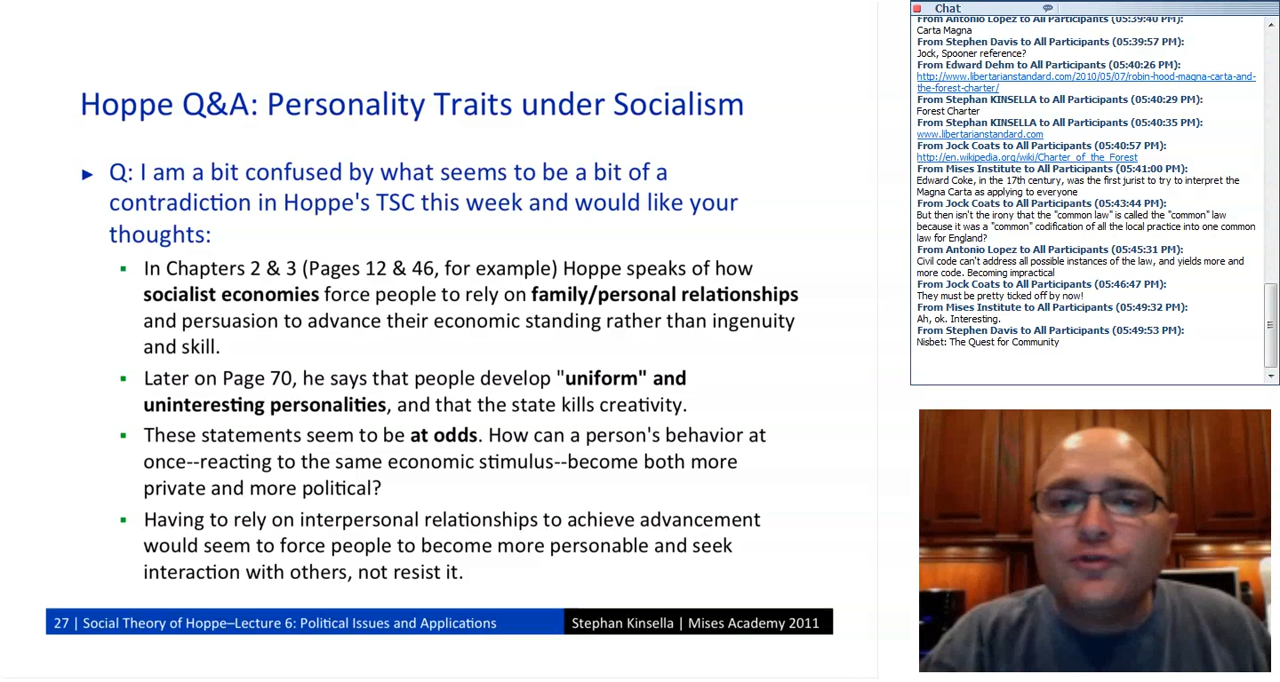 Hoppe Q&A: Personality Traits under Socialism
► Q: I am a bit confused by what seems to be a bit of a
contradiction in Hoppe's TSC this week and would like your
thoughts:
▪ In Chapters 2 & 3 (Pages 12 & 46, for example) Hoppe speaks of how
socialist economies force people to rely on family/personal relationships
and persuasion to advance their economic standing rather than ingenuity
and skill.
▪ Later on Page 70, he says that people develop "uniform" and
uninteresting personalities, and that the state kills creativity.
▪ These statements seem to be at odds. How can a person's behavior at
once--reacting to the same economic stimulus--become both more
private and more political?
▪ Having to rely on interpersonal relationships to achieve advancement
would seem to force people to become more personable and seek
interaction with others, not resist it.
27 | Social Theory of Hoppe–Lecture 6: Political Issues and Applications
Stephan Kinsella | Mises Academy 2011
Chat
From Antonio Lopez to All Participants (05:39:40 PM):
Carta Magna
From Stephen Davis to All Participants (05:39:57 PM):
Jock, Spooner reference?
From Edward Dehm to All Participants (05:40:26 PM):
http://www.libertarianstandard.com/2010/05/07/robin-hood-magna-carta-and-
the-forest-charter/
From Stephan KINSELLA to All Participants (05:40:29 PM):
Forest Charter
From Stephan KINSELLA to All Participants (05:40:35 PM):
www.libertarianstandard.com
From Jock Coats to All Participants (05:40:57 PM):
http://en.wikipedia.org/wiki/Charter_of_the_Forest
From Mises Institute to All Participants (05:41:00 PM):
Edward Coke, in the 17th century, was the first jurist to try to interpret the
Magna Carta as applying to everyone
From Jock Coats to All Participants (05:43:44 PM):
But then isn't the irony that the "common law" is called the "common" law
because it was a "common" codification of all the local practice into one common
law for England?
From Antonio Lopez to All Participants (05:45:31 PM):
Civil code can't address all possible instances of the law, and yields more and
more code. Becoming impractical
From Jock Coats to All Participants (05:46:47 PM):
They must be pretty ticked off by now!
From Mises Institute to All Participants (05:49:32 PM):
Ah, ok. Interesting.
From Stephen Davis to All Participants (05:49:53 PM):
Nisbet: The Quest for Community